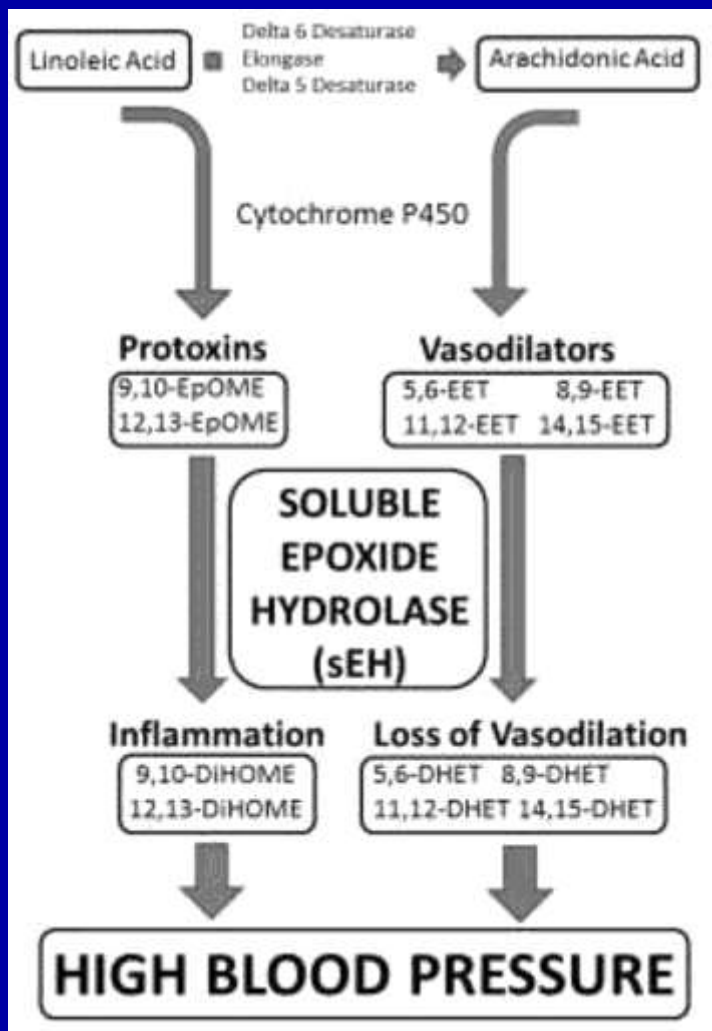 Delta 6 Desaturase
Linoleic Acid
Elongase
Arachidonic Acid
Delta 5 Desaturase
Cytochrome P450
Protoxins
Vasodilators
9,10-EpOME
12,13-EpOME
5,6-EET 8,9-EET
11,12-EET 14,15-EET
SOLUBLE
EPOXIDE
HYDROLASE
(sEH)
Inflammation
Loss of Vasodilation
9,10-DiHOME
12,13-DiHOME
5,6-DHET 8,9-DHET
11,12-DHET 14,15-DHET
HIGH BLOOD PRESSURE